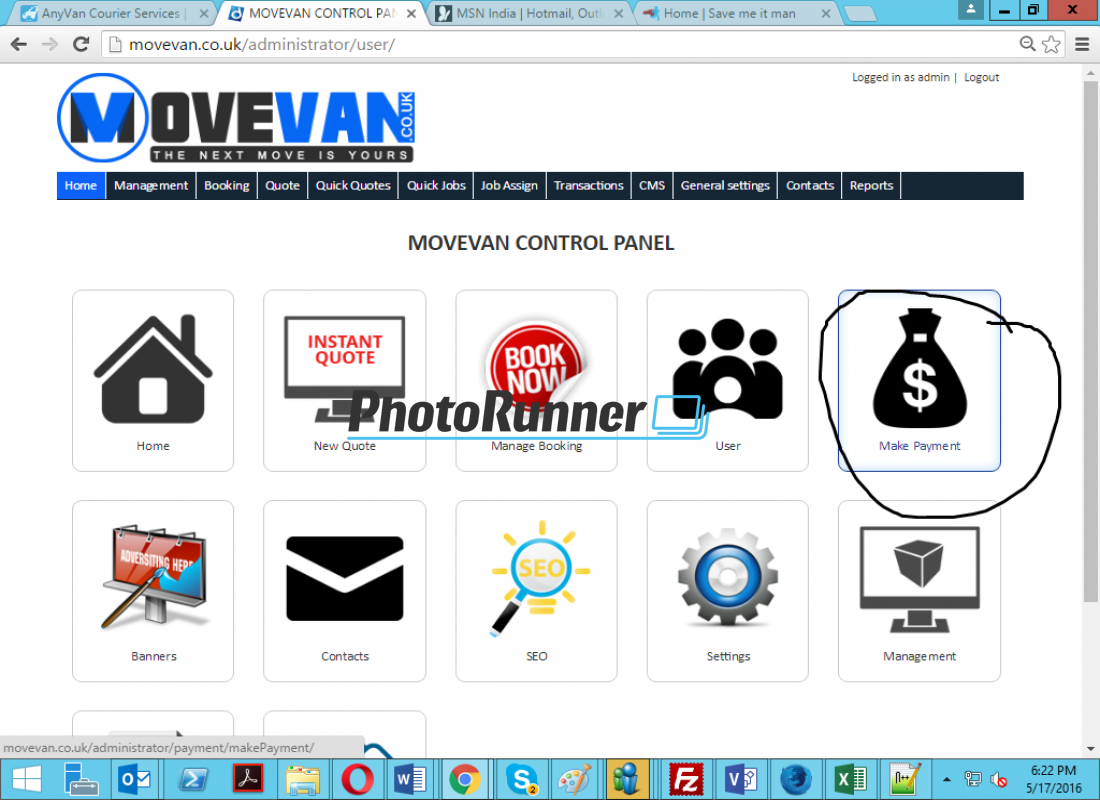 AnyVan Courier Services |
MOVEVAN CONTROL PAN
MSN India | Hotmail, Outl
Home | Save me it man
movevan.co.uk/administrator/user/
Logged in as admin | Logout
MOVEVAN.CO.UK
THE NEXT MOVE IS YOURS
Home Management Booking Quote Quick Quotes Quick Jobs Job Assign Transactions CMS General settings Contacts Reports
MOVEVAN CONTROL PANEL
INSTANT
QUOTE
BOOK
NOW
$
PhotoRunner
Home New Quote Manage Booking User Make Payment
ADVERSITING HERE
SEO
Banners Contacts SEO Settings Management
movevan.co.uk/administrator/payment/makePayment/
2
n++
6:22 PM
5/17/2016